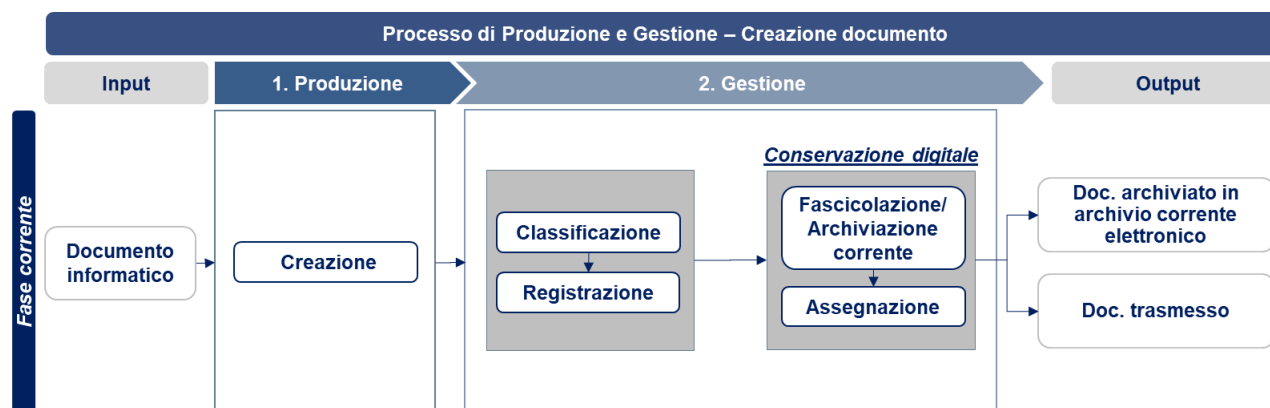 Processo di Produzione e Gestione – Creazione documento
Input
1. Produzione
2. Gestione
Output
Fase corrente
Documento
informatico
Creazione
Classificazione
Registrazione
Conservazione digitale
Fascicolazione/
Archiviazione
corrente
Assegnazione
Doc. archiviato in
archivio corrente
elettronico
Doc. trasmesso